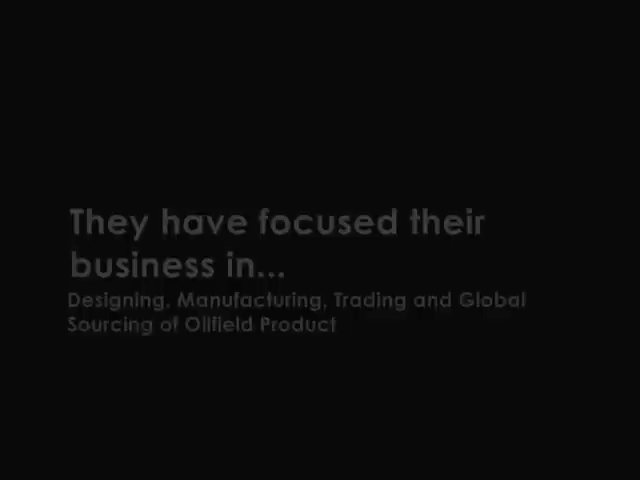 They have focused their
business in...
Designing, Manufacturing, Trading and Global
Sourcing of Oilfield Product